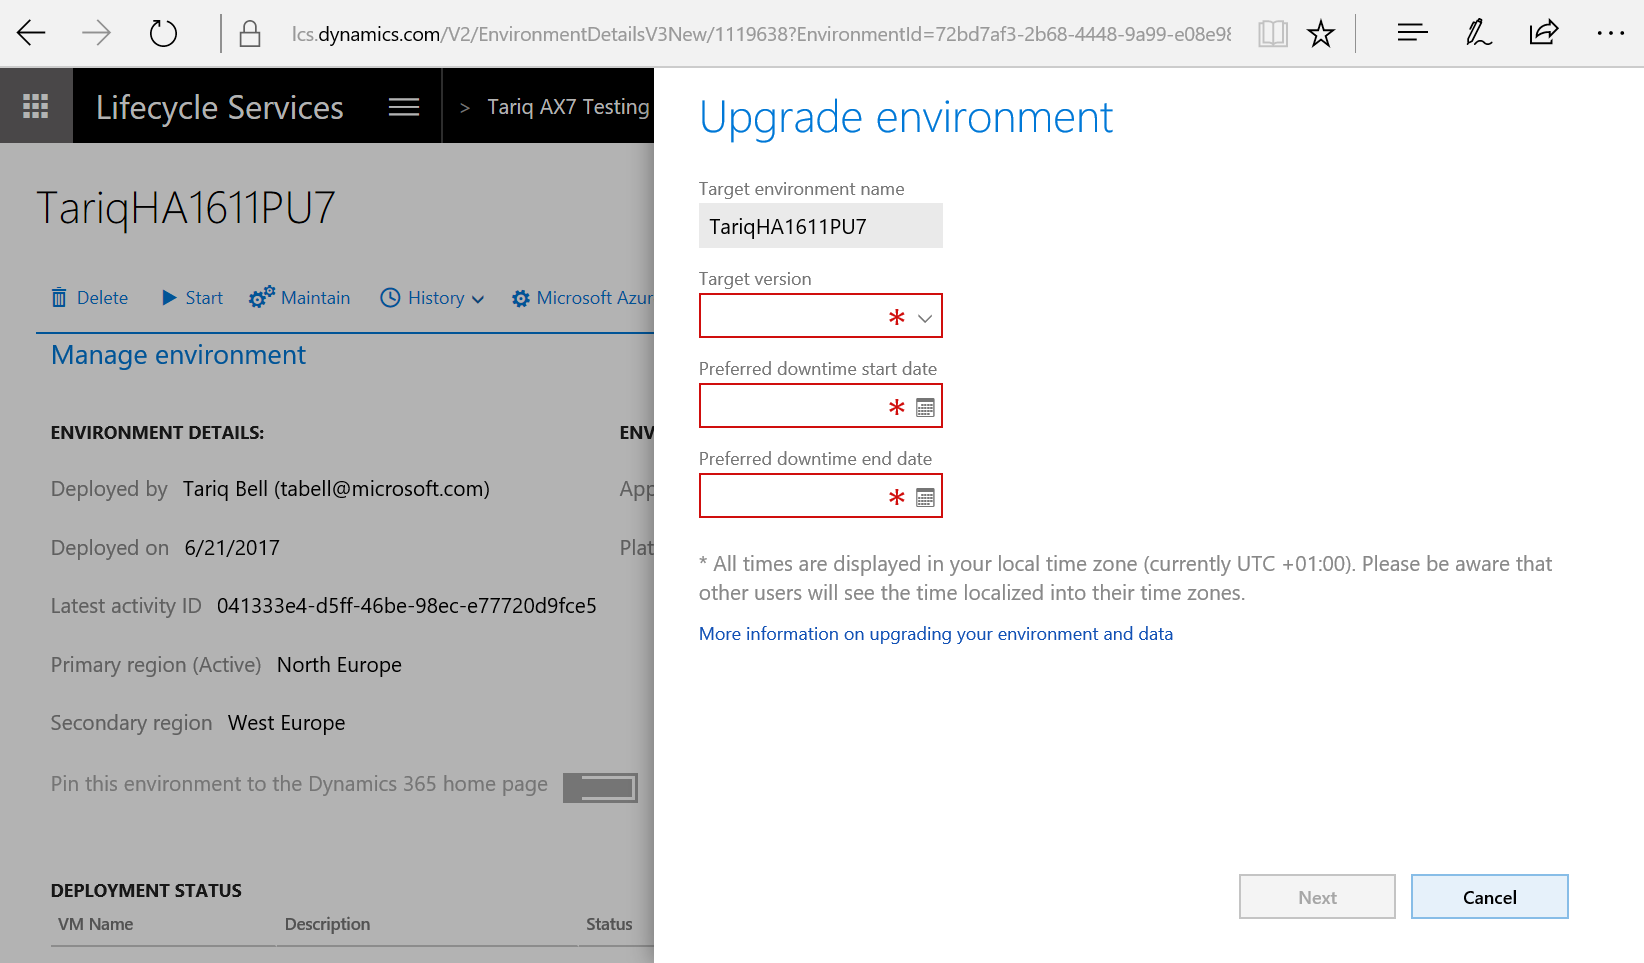 lcs.dynamics.com/V2/EnvironmentDetailsV3New/1119638?EnvironmentId=72bd7af3-2b68-4448-9a99-e08e98
Lifecycle Services
> Tariq AX7 Testing
TariqHA1611PU7
Delete Start Maintain History Microsoft Azur
Manage environment
ENVIRONMENT DETAILS: ENV
Deployed by Tariq Bell (tabell@microsoft.com) App
Deployed on 6/21/2017 Plat
Latest activity ID 041333e4-d5ff-46be-98ec-e77720d9fce5
Primary region (Active) North Europe
Secondary region West Europe
Pin this environment to the Dynamics 365 home page
DEPLOYMENT STATUS
VM Name Description Status
Upgrade environment
Target environment name
TariqHA1611PU7
Target version
*
Preferred downtime start date
*
Preferred downtime end date
*
* All times are displayed in your local time zone (currently UTC +01:00). Please be aware that
other users will see the time localized into their time zones.
More information on upgrading your environment and data
Next Cancel